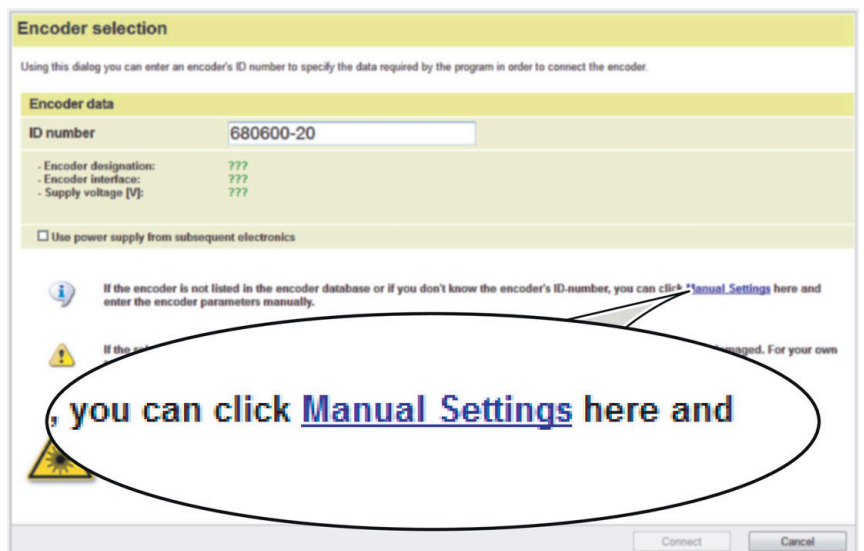 Encoder selection
Using this dialog you can enter an encoder's ID number to specify the data required by the program in order to connect the encoder.
Encoder data
ID number 680600-20
- Encoder designation: ???
- Encoder interface: ???
- Supply voltage [V]: ???
Use power supply from subsequent electronics
If the encoder is not listed in the encoder database or if you don't know the encoder's ID-number, you can click Manual Settings here and
enter the encoder parameters manually.
If the damaged. For your own
, you can click Manual Settings here and
Connect Cancel